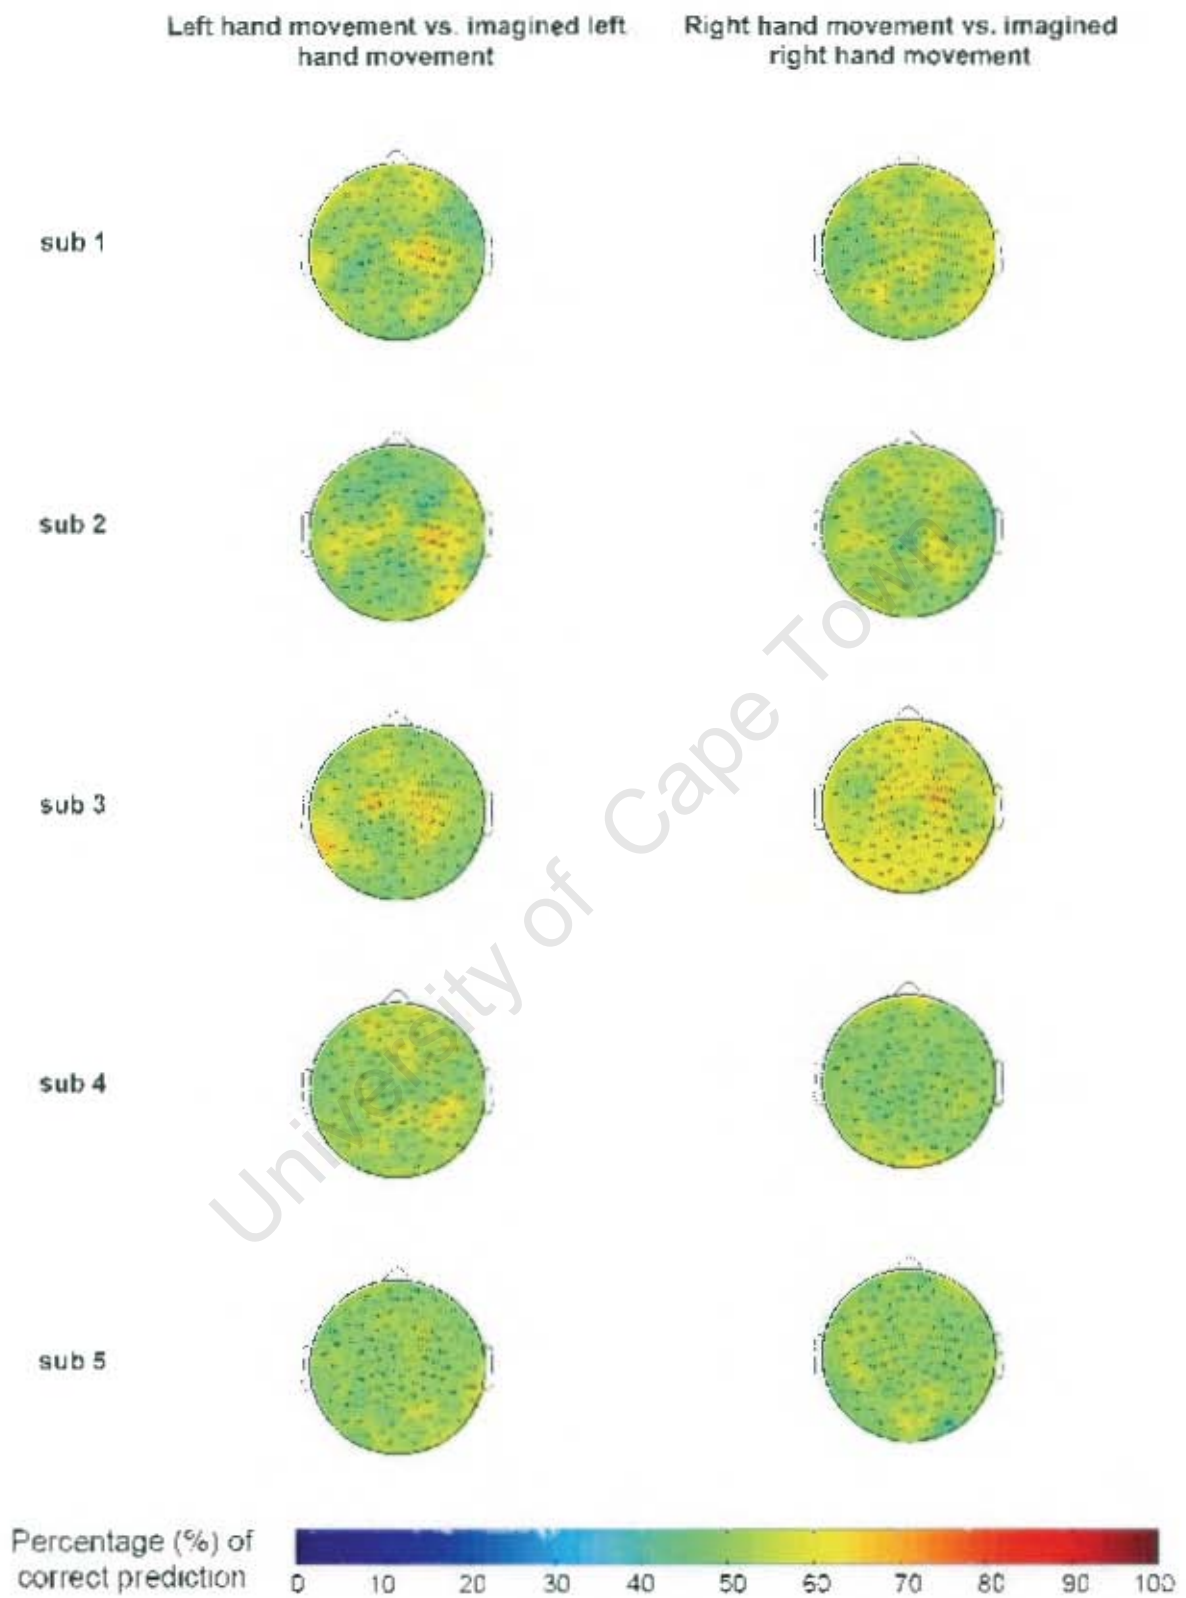 Left hand movement vs. imagined left
hand movement
Right hand movement vs. imagined
right hand movement
sub 1
sub 2
sub 3
sub 4
sub 5
University of Cape Town
Percentage (%) of
correct prediction
0 10 20 30 40 50 60 70 80 90 100